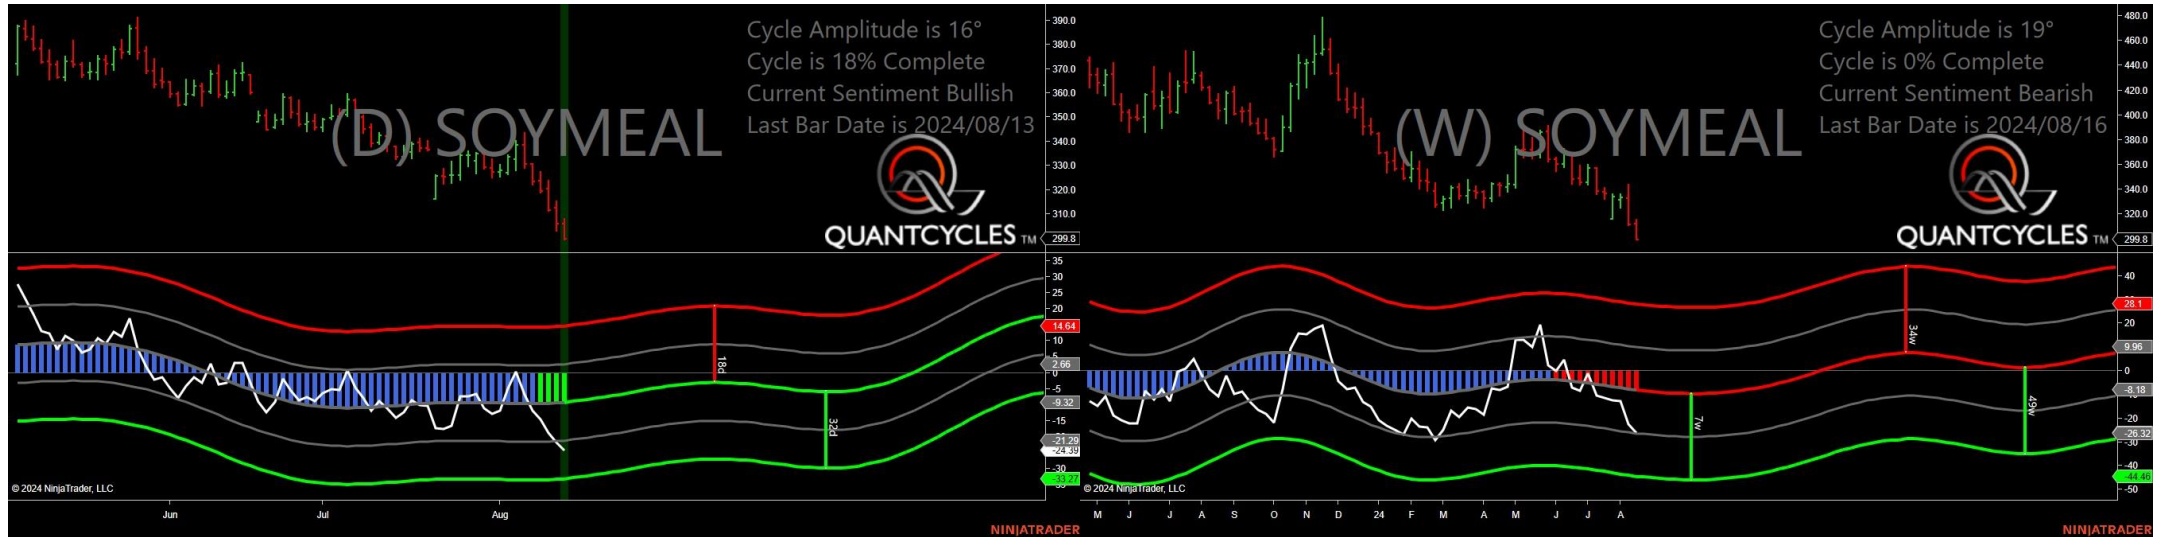 Cycle Amplitude is 16°
Cycle is 18% Complete
Current Sentiment Bullish
Last Bar Date is 2024/08/13
(D) SOYMEAL
QUANTCYCLES TM
390.0
380.0
370.0
360.0
350.0
340.0
330.0
320.0
310.0
299.8
35
30
25
20
14.64
10
5
2.66
0
-5
-9.32
-15
-21.29
-24.39
-30
-33.27
18d
32d
© 2024 NinjaTrader, LLC
Jun
Jul
Aug
NINJATRADER
Cycle Amplitude is 19°
Cycle is 0% Complete
Current Sentiment Bearish
Last Bar Date is 2024/08/16
(W) SOYMEAL
QUANTCYCLES TM
480.0
460.0
440.0
420.0
400.0
380.0
360.0
340.0
320.0
299.8
40
28.1
20
9.96
0
-8.18
-20
-26.32
-30
-40
-44.46
-50
34w
7w
49w
© 2024 NinjaTrader, LLC
M J J A S O N D 24 F M A M J J A
NINJATRADER